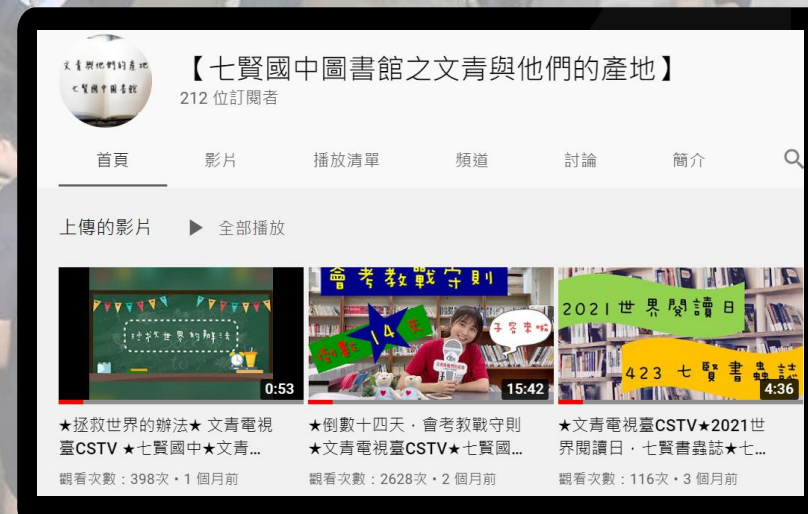 文青與他們的產地
七賢國中圖書館
【七賢國中圖書館之文青與他們的產地】
212 位訂閱者
首頁 影片 播放清單 頻道 討論 簡介
上傳的影片 ▶ 全部播放
拯救世界的辦法
0:53
會考教戰守則
倒數14天
子容來啦
15:42
2021世界閱讀日
423 七賢書蟲誌
4:36
★拯救世界的辦法★ 文青電視
臺CSTV ★七賢國中★文青...
觀看次數：398次・1 個月前
★倒數十四天・會考教戰守則
★文青電視臺CSTV★七賢國...
觀看次數：2628次・2 個月前
★文青電視臺CSTV★2021世
界閱讀日・七賢書蟲誌★七...
觀看次數：116次・3 個月前